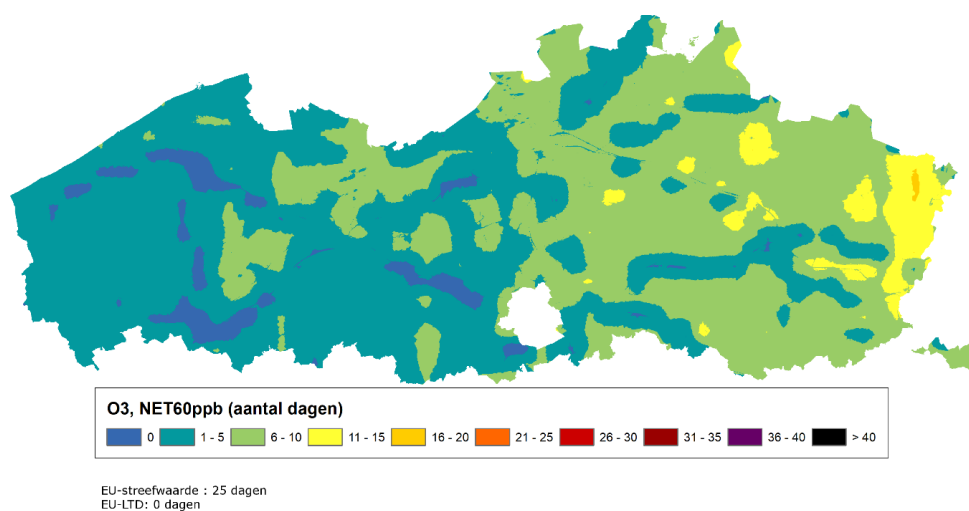 O3, NET60ppb (aantal dagen)
0 1 - 5 6 - 10 11 - 15 16 - 20 21 - 25 26 - 30 31 - 35 36 - 40 > 40
EU-streefwaarde : 25 dagen
EU-LTD: 0 dagen